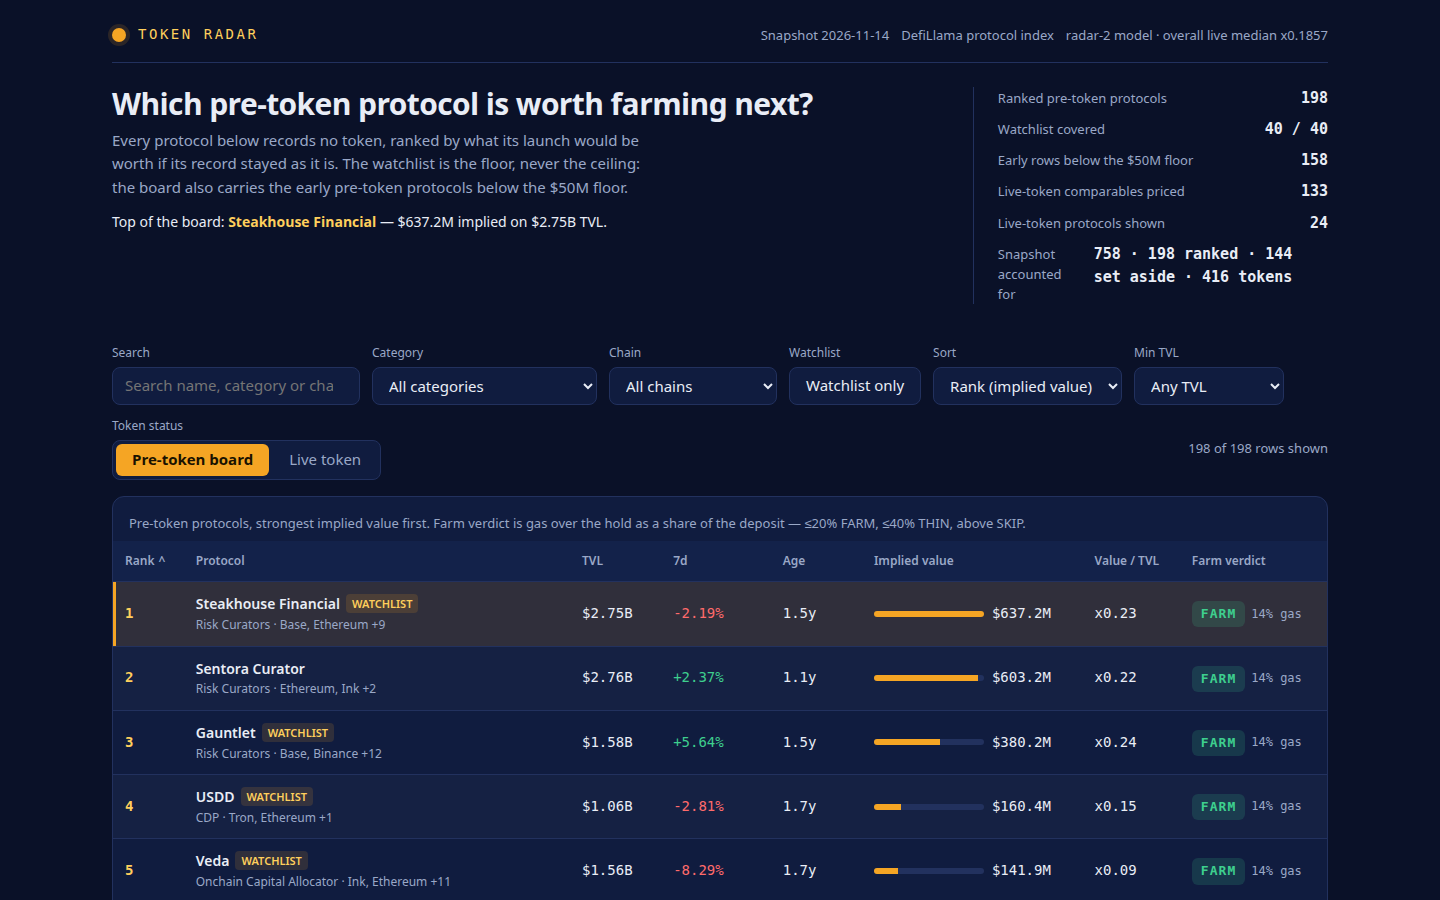 TOKEN RADAR
Snapshot 2026-11-14 DefiLlama protocol index radar-2 model · overall live median x0.1857
Which pre-token protocol is worth farming next?
Every protocol below records no token, ranked by what its launch would be
worth if its record stayed as it is. The watchlist is the floor, never the ceiling:
the board also carries the early pre-token protocols below the $50M floor.
Top of the board: Steakhouse Financial — $637.2M implied on $2.75B TVL.
Ranked pre-token protocols 198
Watchlist covered 40 / 40
Early rows below the $50M floor 158
Live-token comparables priced 133
Live-token protocols shown 24
Snapshot accounted for 758 · 198 ranked · 144 set aside · 416 tokens
Search Category Chain Watchlist Sort Min TVL
Search name, category or cha All categories All chains Watchlist only Rank (implied value) Any TVL
Token status
Pre-token board Live token
198 of 198 rows shown
Pre-token protocols, strongest implied value first. Farm verdict is gas over the hold as a share of the deposit — ≤20% FARM, ≤40% THIN, above SKIP.
Rank ^ Protocol TVL 7d Age Implied value Value / TVL Farm verdict
1 Steakhouse Financial WATCHLIST $2.75B -2.19% 1.5y $637.2M x0.23 FARM 14% gas
Risk Curators · Base, Ethereum +9
2 Sentora Curator $2.76B +2.37% 1.1y $603.2M x0.22 FARM 14% gas
Risk Curators · Ethereum, Ink +2
3 Gauntlet WATCHLIST $1.58B +5.64% 1.5y $380.2M x0.24 FARM 14% gas
Risk Curators · Base, Binance +12
4 USDD WATCHLIST $1.06B -2.81% 1.7y $160.4M x0.15 FARM 14% gas
CDP · Tron, Ethereum +1
5 Veda WATCHLIST $1.56B -8.29% 1.7y $141.9M x0.09 FARM 14% gas
Onchain Capital Allocator · Ink, Ethereum +11